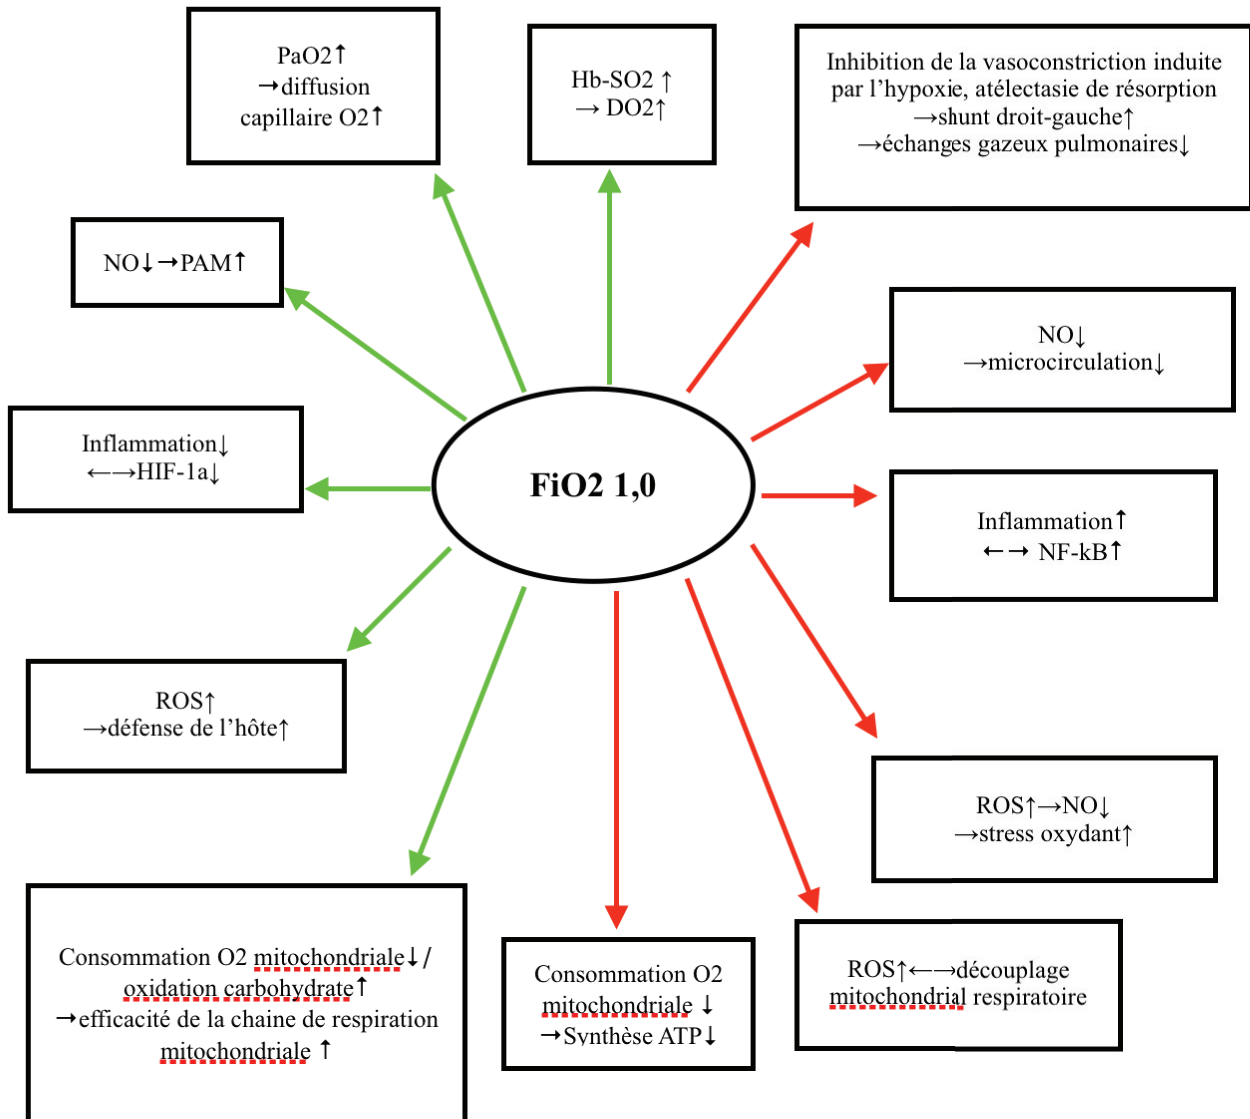 PaO2↑
→diffusion
capillaire O2↑
Hb-SO2 ↑
→ DO2↑
Inhibition de la vasoconstriction induite
par l’hypoxie, atélectasie de résorption
→shunt droit-gauche↑
→échanges gazeux pulmonaires↓
NO↓→PAM↑
NO↓
→microcirculation↓
Inflammation↓
←→HIF-1a↓
FiO2 1,0
Inflammation↑
←→ NF-kB↑
ROS↑
→défense de l’hôte↑
ROS↑→NO↓
→stress oxydant↑
Consommation O2 mitochondriale↓/
oxidation carbohydrate↑
→efficacité de la chaine de respiration
mitochondriale ↑
Consommation O2
mitochondriale ↓
→Synthèse ATP↓
ROS↑←→découplage
mitochondrial respiratoire